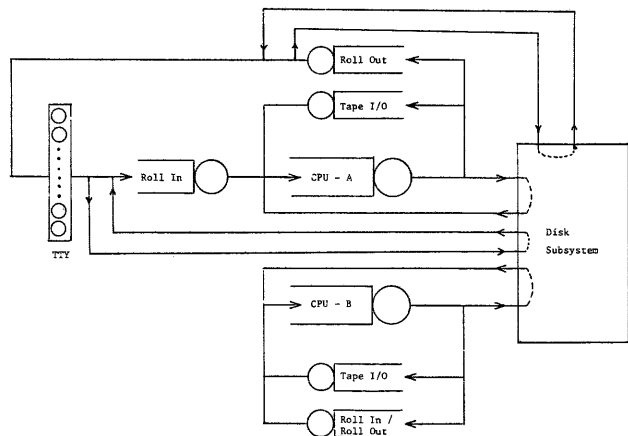 Roll Out
Tape I/O
Roll In
CPU - A
TTY
Disk
Subsystem
CPU - B
Tape I/O
Roll In /
Roll Out